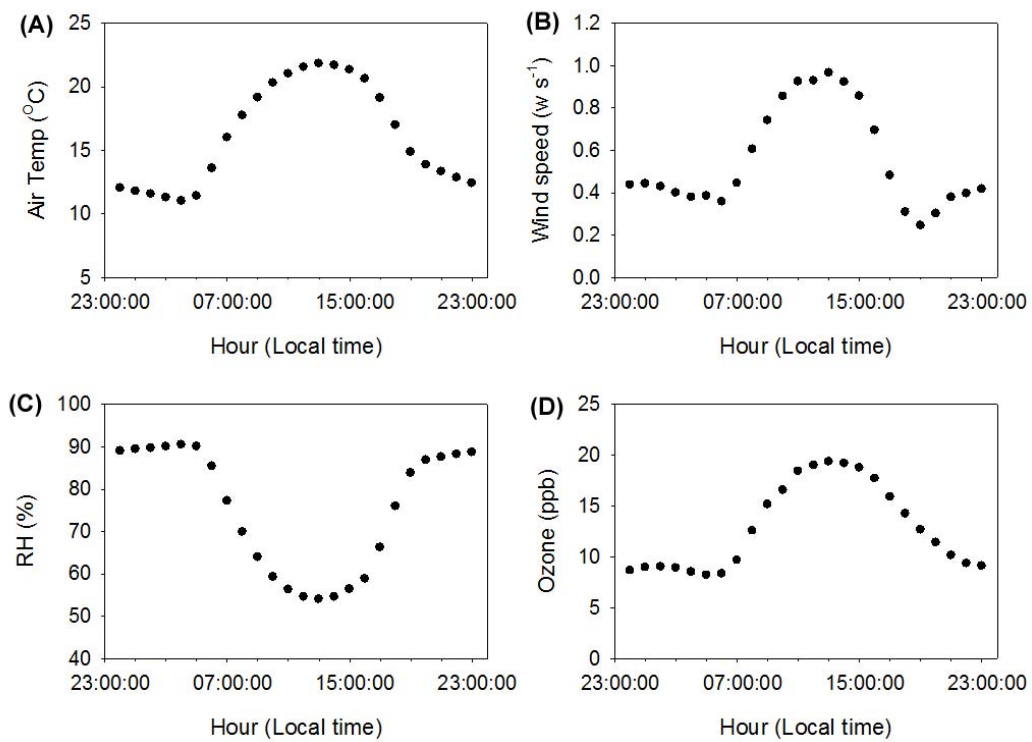 (A)
25
20
15
10
5
Air Temp (°C)
23:00:00 07:00:00 15:00:00 23:00:00
Hour (Local time)
(B)
1.2
1.0
0.8
0.6
0.4
0.2
0.0
Wind speed (w s⁻¹)
23:00:00 07:00:00 15:00:00 23:00:00
Hour (Local time)
(C)
100
90
80
70
60
50
40
RH (%)
23:00:00 07:00:00 15:00:00 23:00:00
Hour (Local time)
(D)
25
20
15
10
5
0
Ozone (ppb)
23:00:00 07:00:00 15:00:00 23:00:00
Hour (Local time)